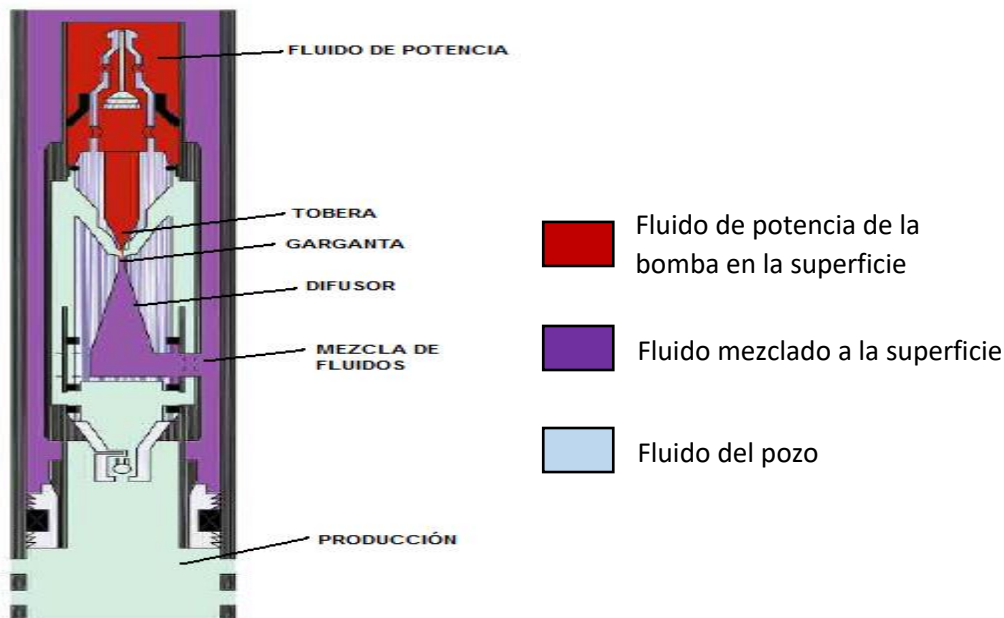 FLUIDO DE POTENCIA
TOBERA
GARGANTA
DIFUSOR
MEZCLA DE
FLUIDOS
PRODUCCIÓN
Fluido de potencia de la
bomba en la superficie
Fluido mezclado a la superficie
Fluido del pozo